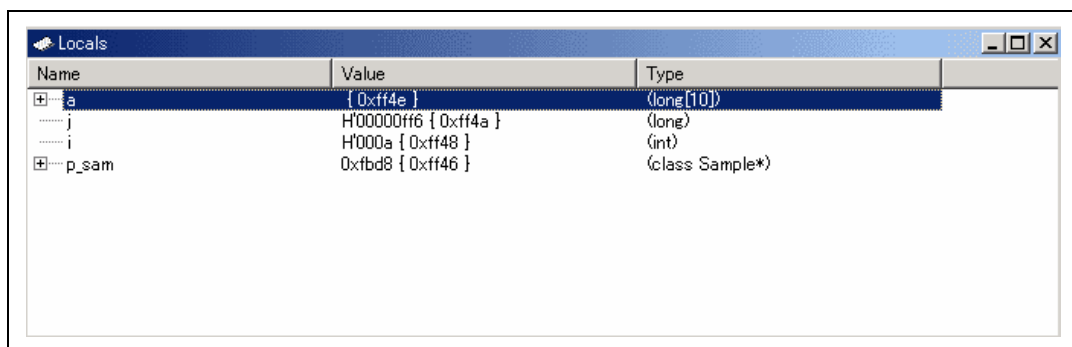 Locals
Name Value Type
a { 0xff4e } (long[10])
j H'00000ff6 { 0xff4a } (long)
i H'000a { 0xff48 } (int)
p_sam 0xfbd8 { 0xff46 } (class Sample*)